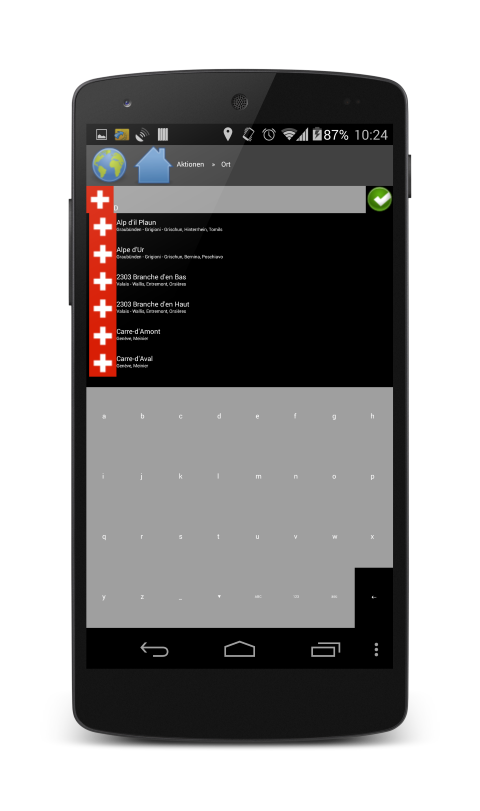 87% 10:24
Aktionen » Ort
D
Alp d'il Plaun
Graubünden - Grigioni - Grischun, Hinterrhein, Tomils
Alpe d'Ur
Graubünden - Grigioni - Grischun, Bernina, Poschiavo
2303 Branche d'en Bas
Valais - Wallis, Entremont, Orsières
2303 Branche d'en Haut
Valais - Wallis, Entremont, Orsières
Carre-d'Amont
Genève, Meinier
Carre-d'Aval
Genève, Meinier
a b c d e f g h
i j k l m n o p
q r s t u v w x
y z _ ←